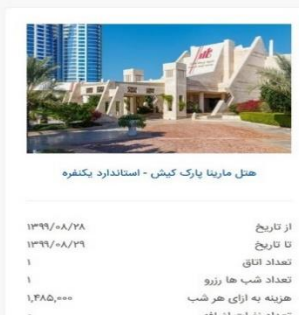 هتل مارینا پارک کیش - استاندارد یکنفره
از تاریخ ۱۳۹۹/۰۸/۲۸
تا تاریخ ۱۳۹۹/۰۸/۲۹
تعداد اتاق ۱
تعداد شب ها رزرو ۱
هزینه به ازای هر شب ۱,۴۸۵,۰۰۰